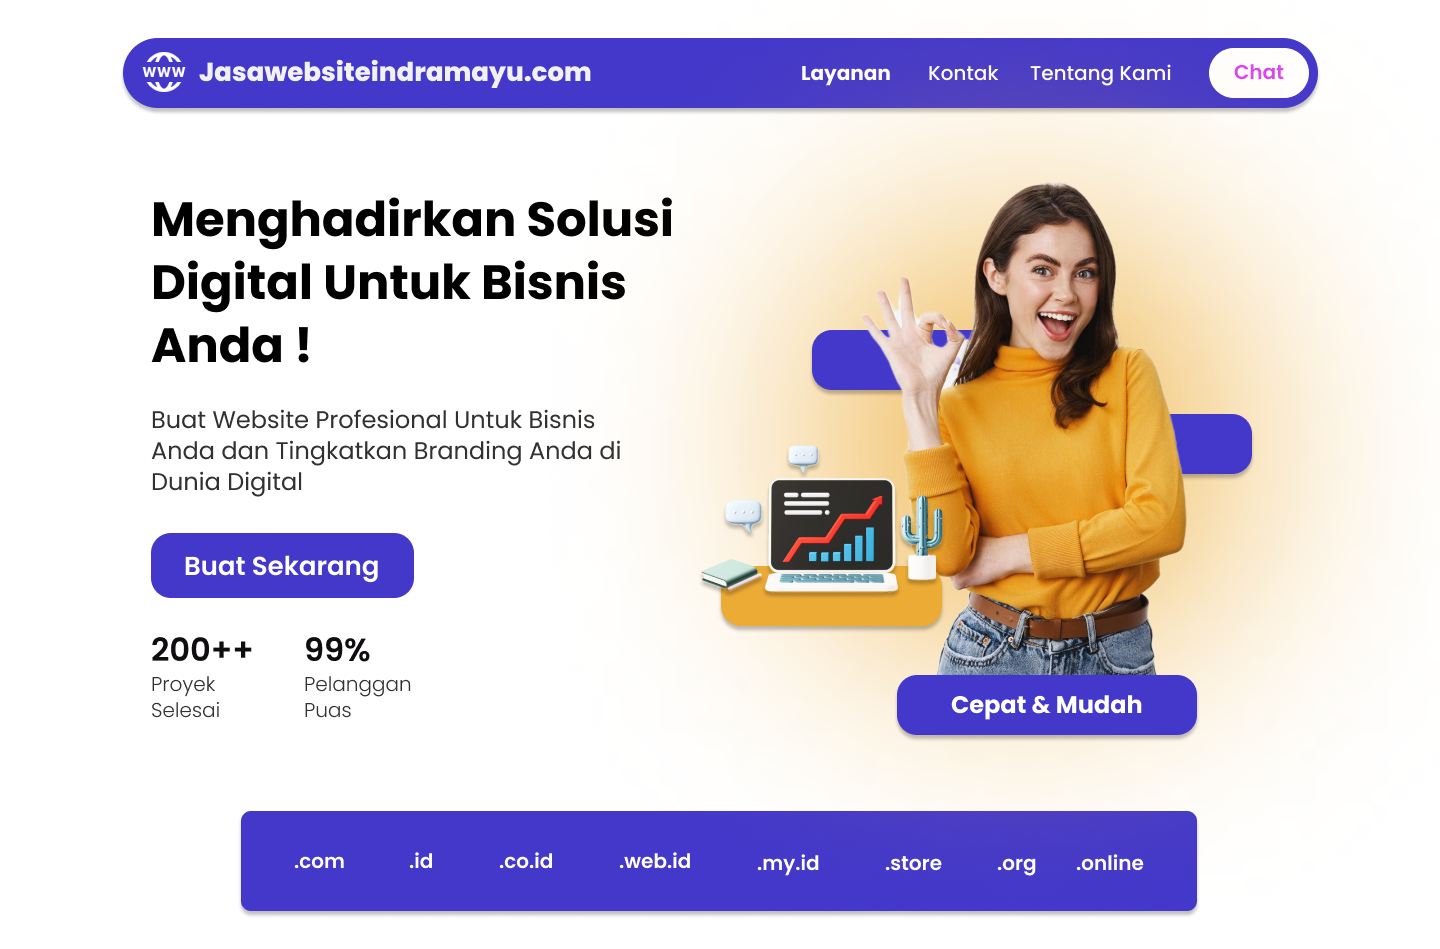 WWW Jasawebsiteindramayu.com Layanan Kontak Tentang Kami Chat
Menghadirkan Solusi
Digital Untuk Bisnis
Anda !
Buat Website Profesional Untuk Bisnis
Anda dan Tingkatkan Branding Anda di
Dunia Digital
Buat Sekarang
200++
Proyek
Selesai
99%
Pelanggan
Puas
Cepat & Mudah
.com .id .co.id .web.id .my.id .store .org .online